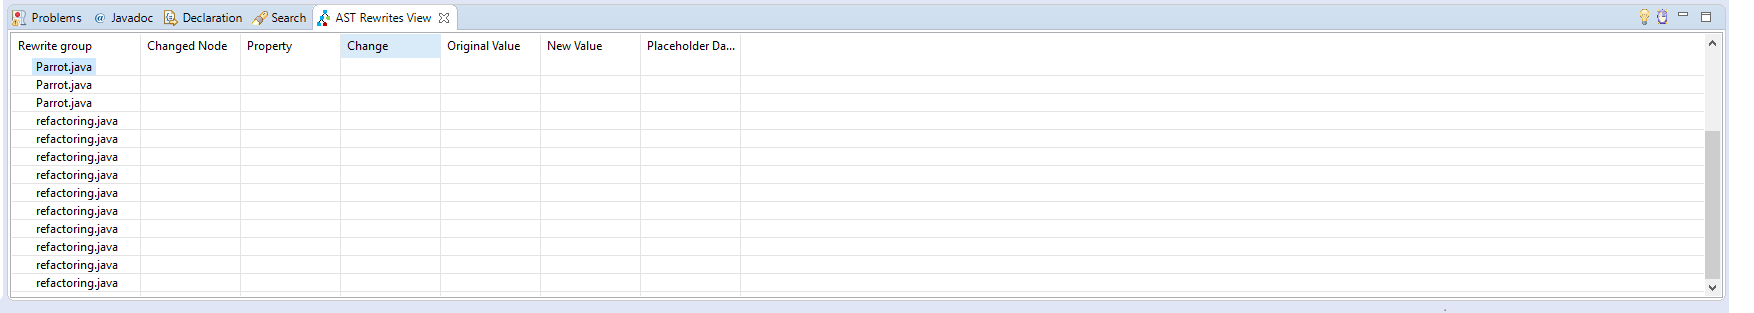 Problems @ Javadoc Declaration Search AST Rewrites View
Rewrite group Changed Node Property Change Original Value New Value Placeholder Da...
Parrot.java
Parrot.java
Parrot.java
refactoring.java
refactoring.java
refactoring.java
refactoring.java
refactoring.java
refactoring.java
refactoring.java
refactoring.java
refactoring.java
refactoring.java